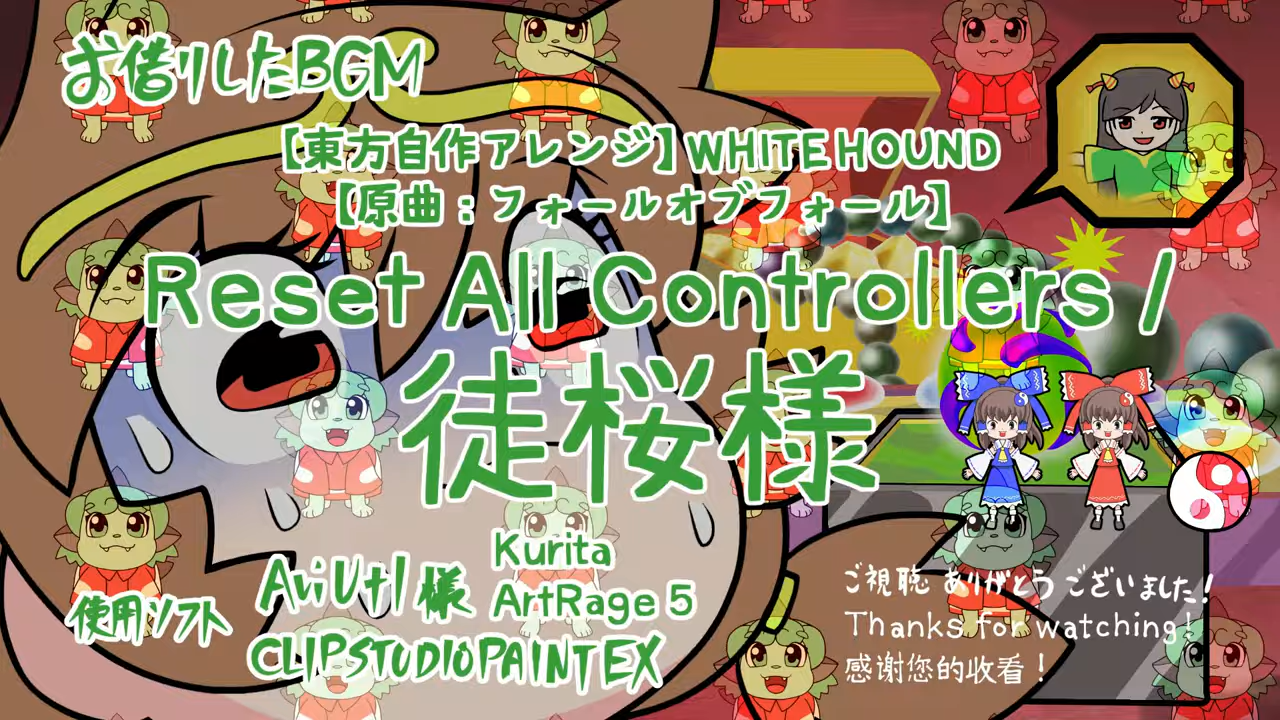 お借りしたBGM
【東方自作アレンジ】WHITE HOUND
【原曲：フォールオブフォール】
Reset All Controllers /
徒桜様
使用ソフト
AviUtl様
Kurita
ArtRage 5
CLIPSTUDIOPAINT EX
ご視聴 ありがとうございました!
Thanks for watching!
感谢您的收看!